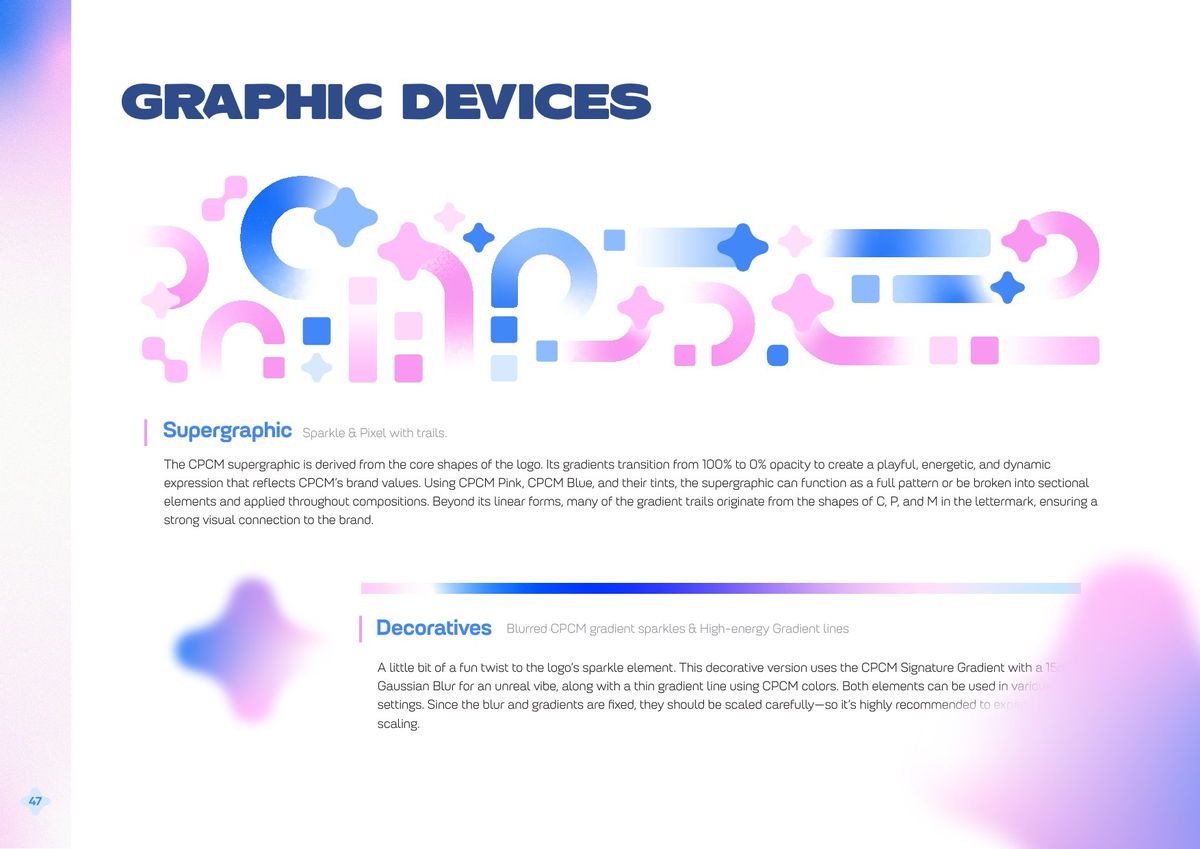 GRAPHIC DEVICES
Supergraphic Sparkle & Pixel with trails.
The CPCM supergraphic is derived from the core shapes of the logo. Its gradients transition from 100% to 0% opacity to create a playful, energetic, and dynamic
expression that reflects CPCM's brand values. Using CPCM Pink, CPCM Blue, and their tints, the supergraphic can function as a full pattern or be broken into sectional
elements and applied throughout compositions. Beyond its linear forms, many of the gradient trails originate from the shapes of C, P, and M in the lettermark, ensuring a
strong visual connection to the brand.
Decoratives Blurred CPCM gradient sparkles & High-energy Gradient lines
A little bit of a fun twist to the logo's sparkle element. This decorative version uses the CPCM Signature Gradient with a
Gaussian Blur for an unreal vibe, along with a thin gradient line using CPCM colors. Both elements can be used in various
settings. Since the blur and gradients are fixed, they should be scaled carefully—so it's highly recommended to
scaling.
47